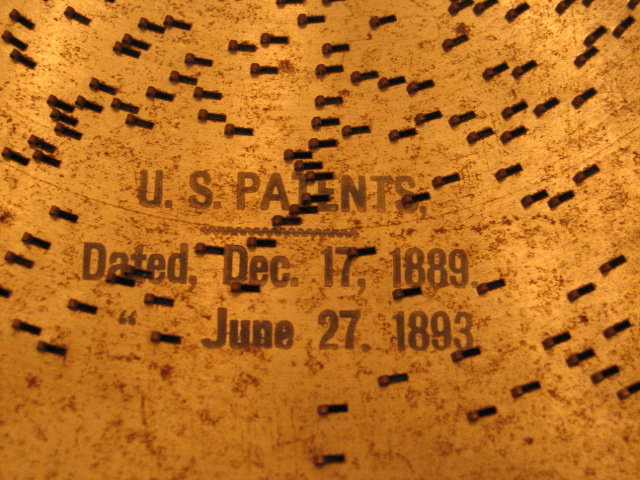 U. S. PATENTS,
Dated, Dec. 17, 1889.
“ June 27. 1893